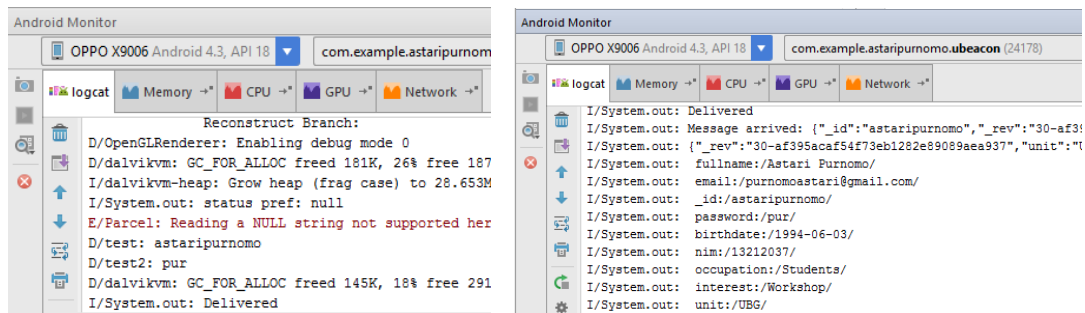 Android Monitor
OPPO X9006 Android 4.3, API 18 com.example.astaripurnom
logcat Memory CPU GPU Network
Reconstruct Branch:
D/OpenGLRenderer: Enabling debug mode 0
D/dalvikvm: GC_FOR_ALLOC freed 181K, 26% free 187
I/dalvikvm-heap: Grow heap (frag case) to 28.653M
I/System.out: status pref: null
E/Parcel: Reading a NULL string not supported her
D/test: astaripurnomo
D/test2: pur
D/dalvikvm: GC_FOR_ALLOC freed 145K, 18% free 291
I/System.out: Delivered
Android Monitor
OPPO X9006 Android 4.3, API 18 com.example.astaripurnomo.ubeacon (24178)
logcat Memory CPU GPU Network
I/System.out: Delivered
I/System.out: Message arrived: {"_id":"astaripurnomo","_rev":"30-af39
I/System.out: {"_rev":"30-af395acaf54f73eb1282e89089aea937","unit":"U
I/System.out: fullname:/Astari Purnomo/
I/System.out: email:/purnomoastari@gmail.com/
I/System.out: _id:/astaripurnomo/
I/System.out: password:/pur/
I/System.out: birthdate:/1994-06-03/
I/System.out: nim:/13212037/
I/System.out: occupation:/Students/
I/System.out: interest:/Workshop/
I/System.out: unit:/UBG/